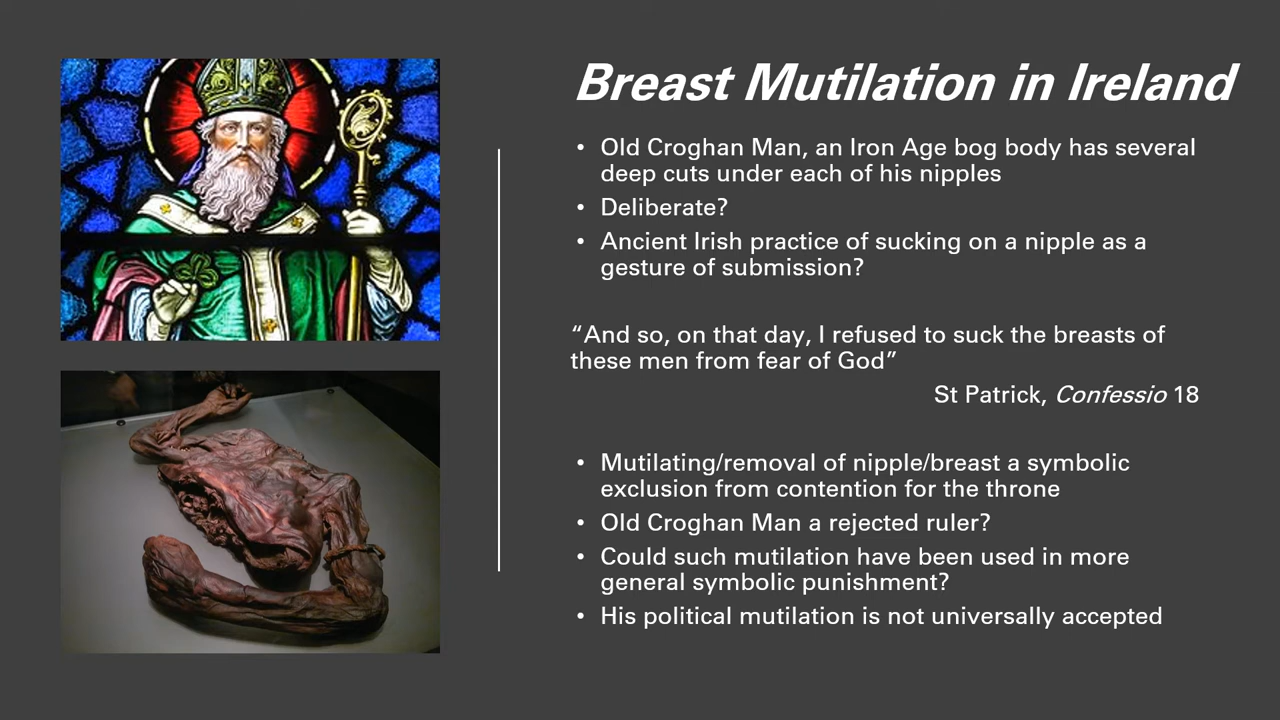 Breast Mutilation in Ireland
• Old Croghan Man, an Iron Age bog body has several
deep cuts under each of his nipples
• Deliberate?
• Ancient Irish practice of sucking on a nipple as a
gesture of submission?
“And so, on that day, I refused to suck the breasts of
these men from fear of God”
St Patrick, Confessio 18
• Mutilating/removal of nipple/breast a symbolic
exclusion from contention for the throne
• Old Croghan Man a rejected ruler?
• Could such mutilation have been used in more
general symbolic punishment?
• His political mutilation is not universally accepted